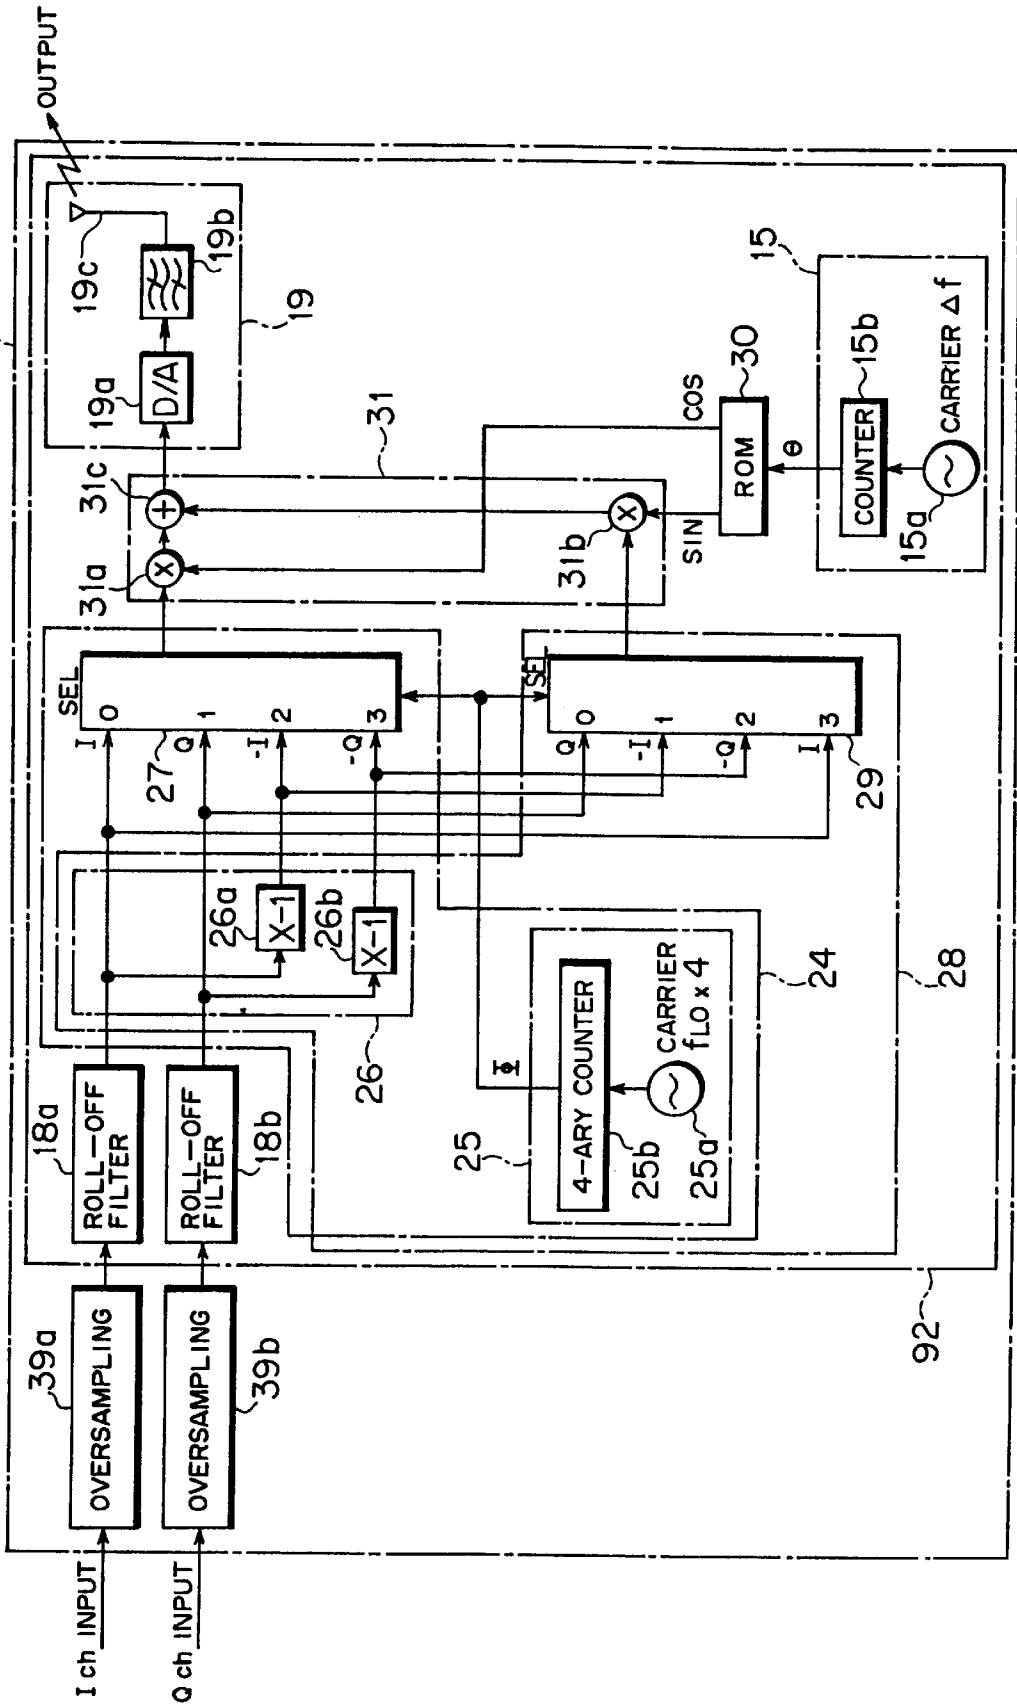 I ch INPUT
Q ch INPUT
39a
OVERSAMPLING
OVERSAMPLING
39b
18a
ROLL-OFF
FILTER
ROLL-OFF
FILTER
18b
26
26a
X-1
26b
X-1
SEL
I 0
Q 1
-I 2
-Q 3
27
SEL
Q 0
-I 1
-Q 2
I 3
29
25
Φ
4-ARY COUNTER
25b
CARRIER
fLO x 4
25a
24
28
92
31a
X
31c
+
31
31b
X
SIN
COS
ROM
30
θ
15
COUNTER
15b
15a
CARRIER Δf
19a
D/A
19b
19c
19
OUTPUT